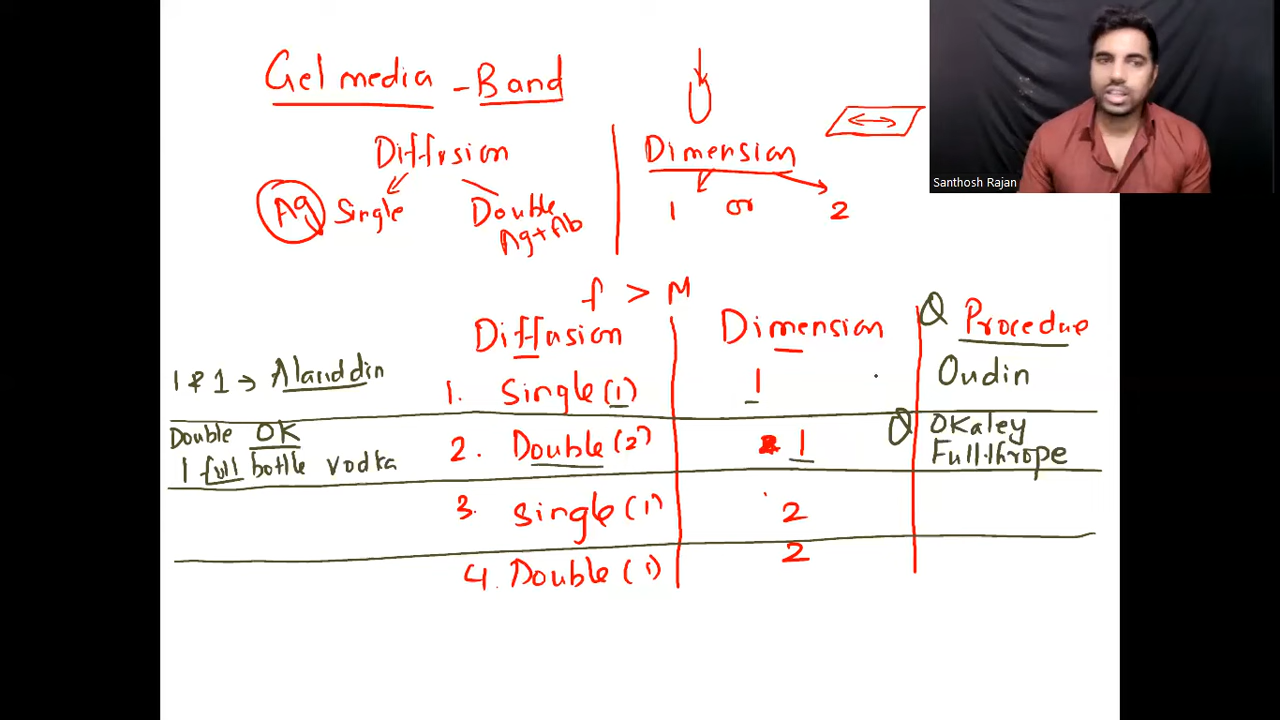 Gel media - Band
Diffusion
Ag Single
Double
Ag + Ab
Dimension
1 or 2
Santhosh Rajan
f > M
Diffusion Dimension Q Procedue
1 & 1 → Alauddin 1. Single (1) 1 Oudin
Double OK 2. Double (2) 1 Q OKaley
1 full bottle vodka Fullthrope
3. Single (1) 2
4. Double (1) 2